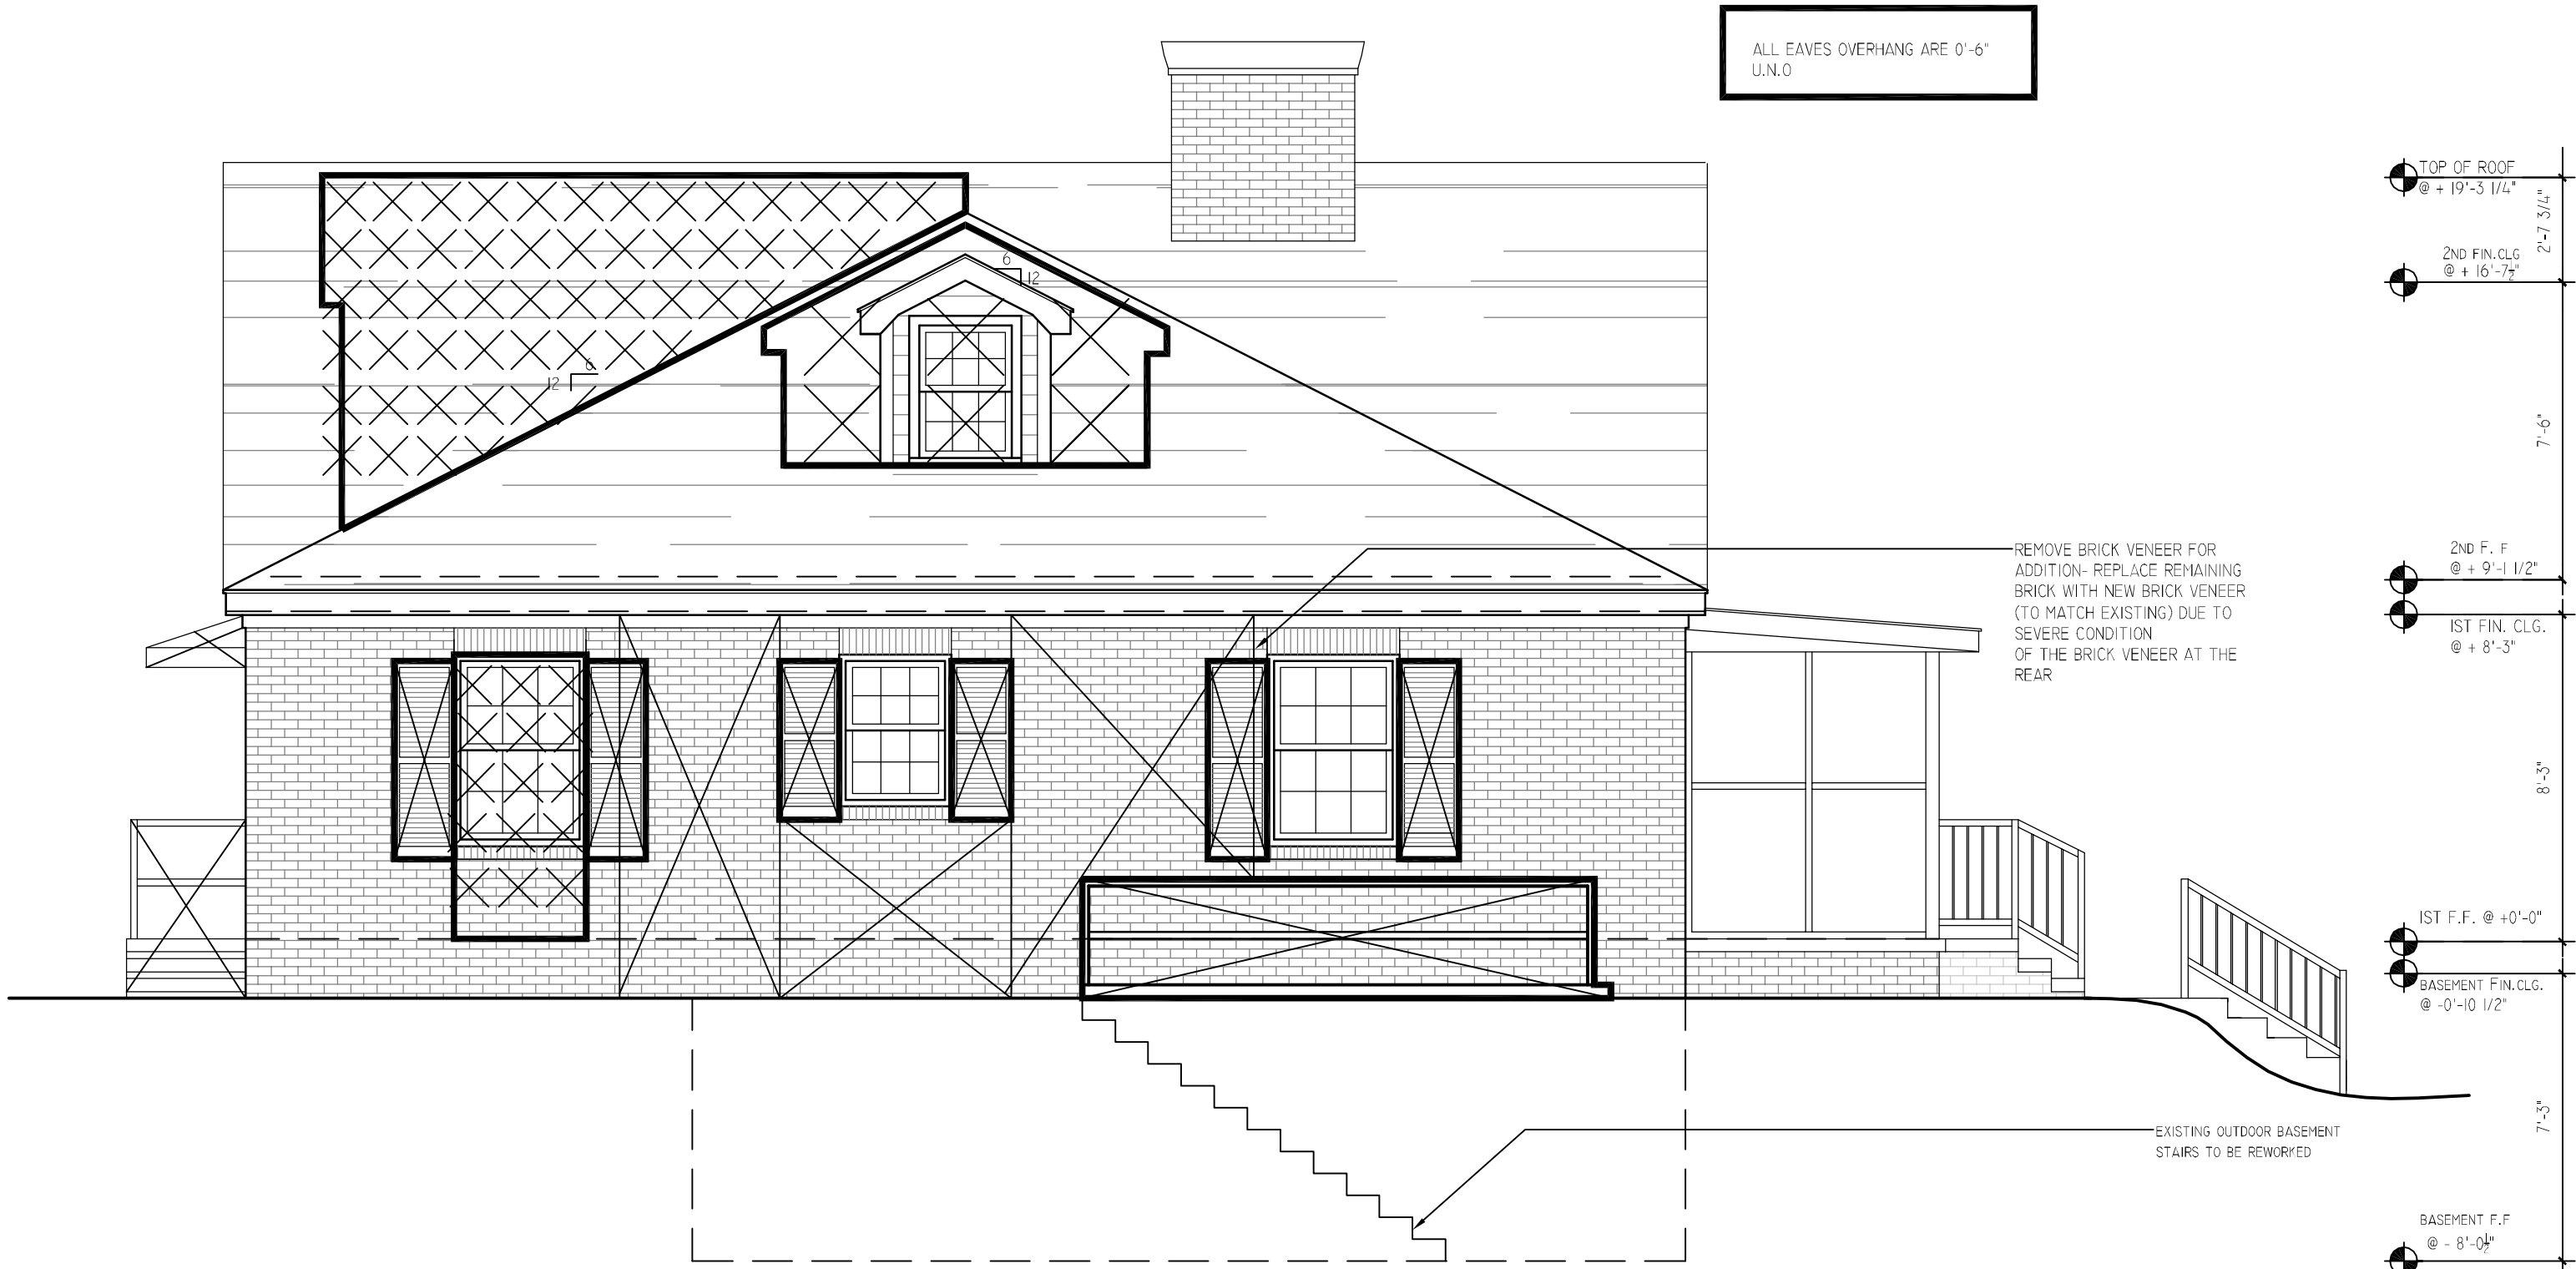 ALL EAVES OVERHANG ARE 0'-6"
U.N.O
TOP OF ROOF
@ + 19'-3 1/4"
2'-7 3/4"
2ND FIN.CLG
@ + 16'-7½"
6
12
6
12
7'-6"
2ND F. F
@ + 9'-1 1/2"
1ST FIN. CLG.
@ + 8'-3"
REMOVE BRICK VENEER FOR
ADDITION- REPLACE REMAINING
BRICK WITH NEW BRICK VENEER
(TO MATCH EXISTING) DUE TO
SEVERE CONDITION
OF THE BRICK VENEER AT THE
REAR
8'-3"
1ST F.F. @ +0'-0"
BASEMENT FIN.CLG.
@ -0'-10 1/2"
7'-3"
EXISTING OUTDOOR BASEMENT
STAIRS TO BE REWORKED
BASEMENT F.F
@ - 8'-0½"